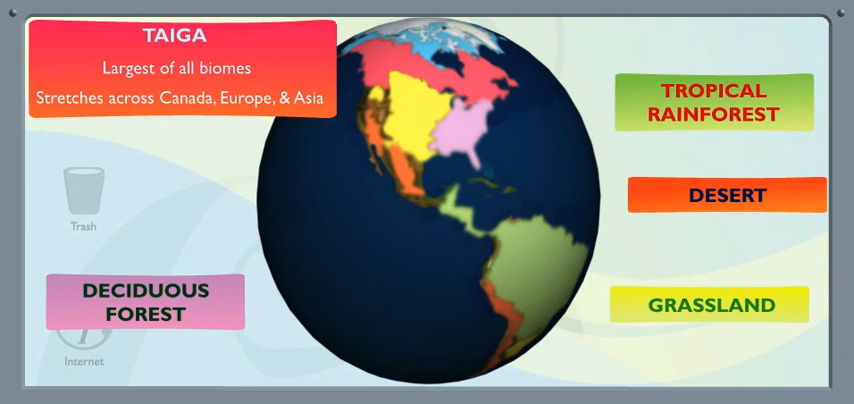 TAIGA
Largest of all biomes
Stretches across Canada, Europe, & Asia
TROPICAL
RAINFOREST
Trash
DESERT
DECIDUOUS
FOREST
GRASSLAND
Internet